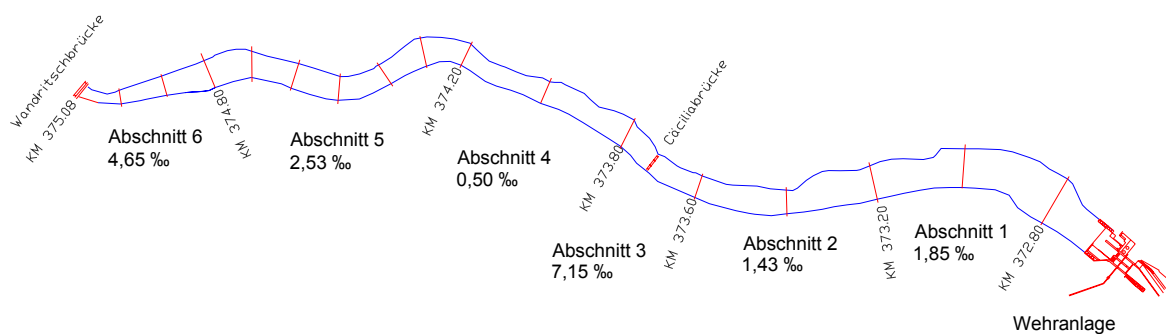 Wandritschbrücke
KM 375.08
Abschnitt 6
4,65 ‰
KM 374.80
Abschnitt 5
2,53 ‰
KM 374.20
Abschnitt 4
0,50 ‰
KM 373.80
Cäciliabrücke
Abschnitt 3
7,15 ‰
KM 373.60
Abschnitt 2
1,43 ‰
KM 373.20
Abschnitt 1
1,85 ‰
KM 372.80
Wehranlage